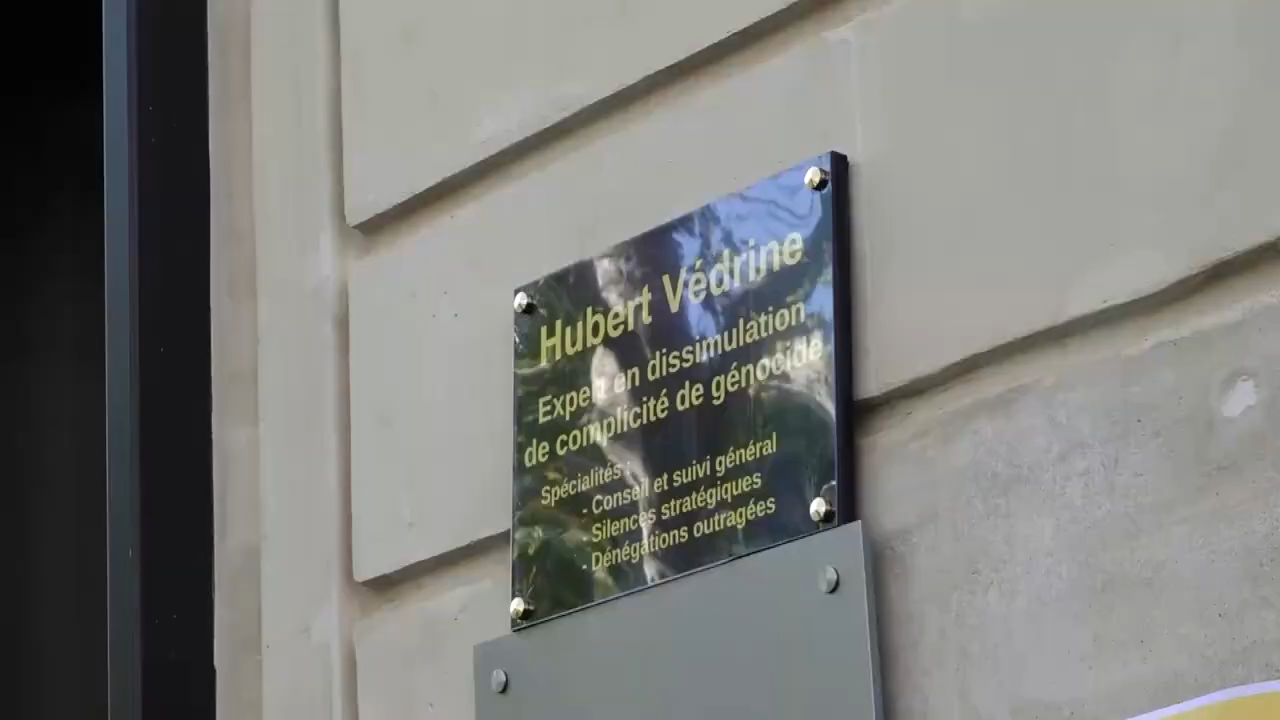 Hubert Védrine
Expert en dissimulation
de complicité de génocide
Spécialités :
- Conseil et suivi général
- Silences stratégiques
- Dénégations outragées